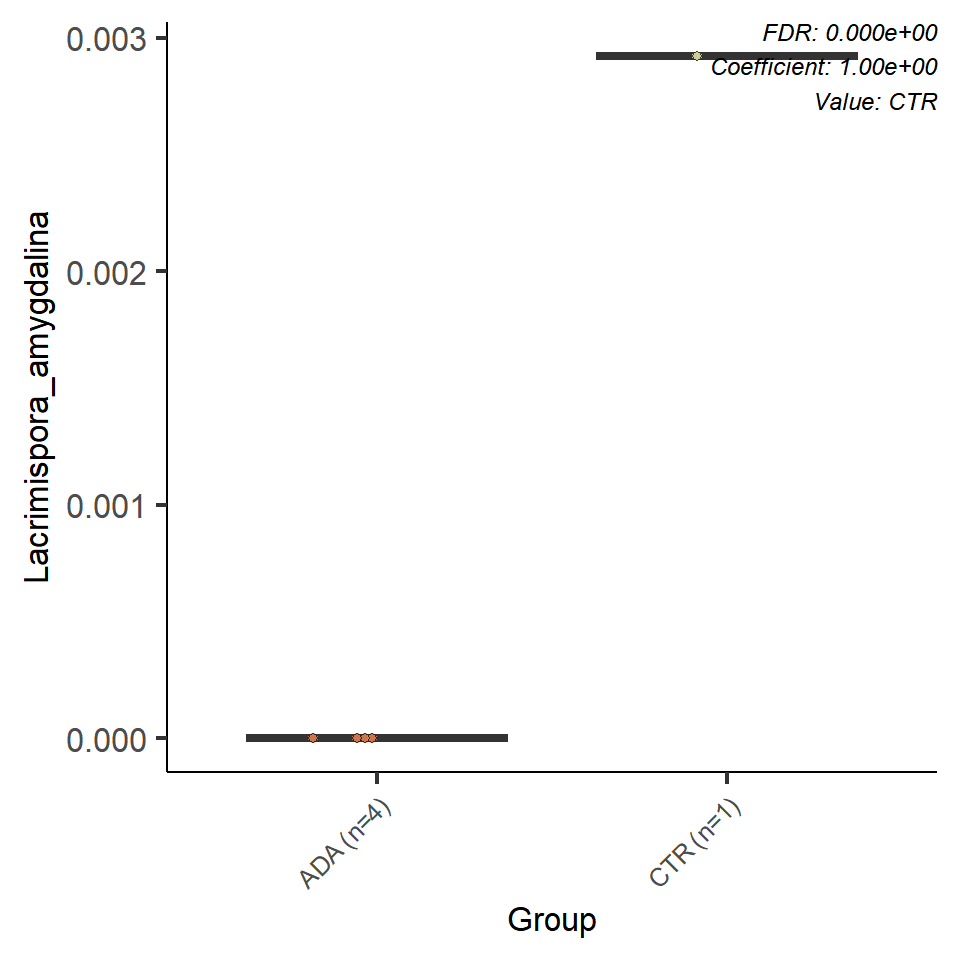 FDR: 0.000e+00
Coefficient: 1.00e+00
Value: CTR
0.003
0.002
0.001
0.000
Lacrimispora_amygdalina
ADA (n=4)
CTR (n=1)
Group